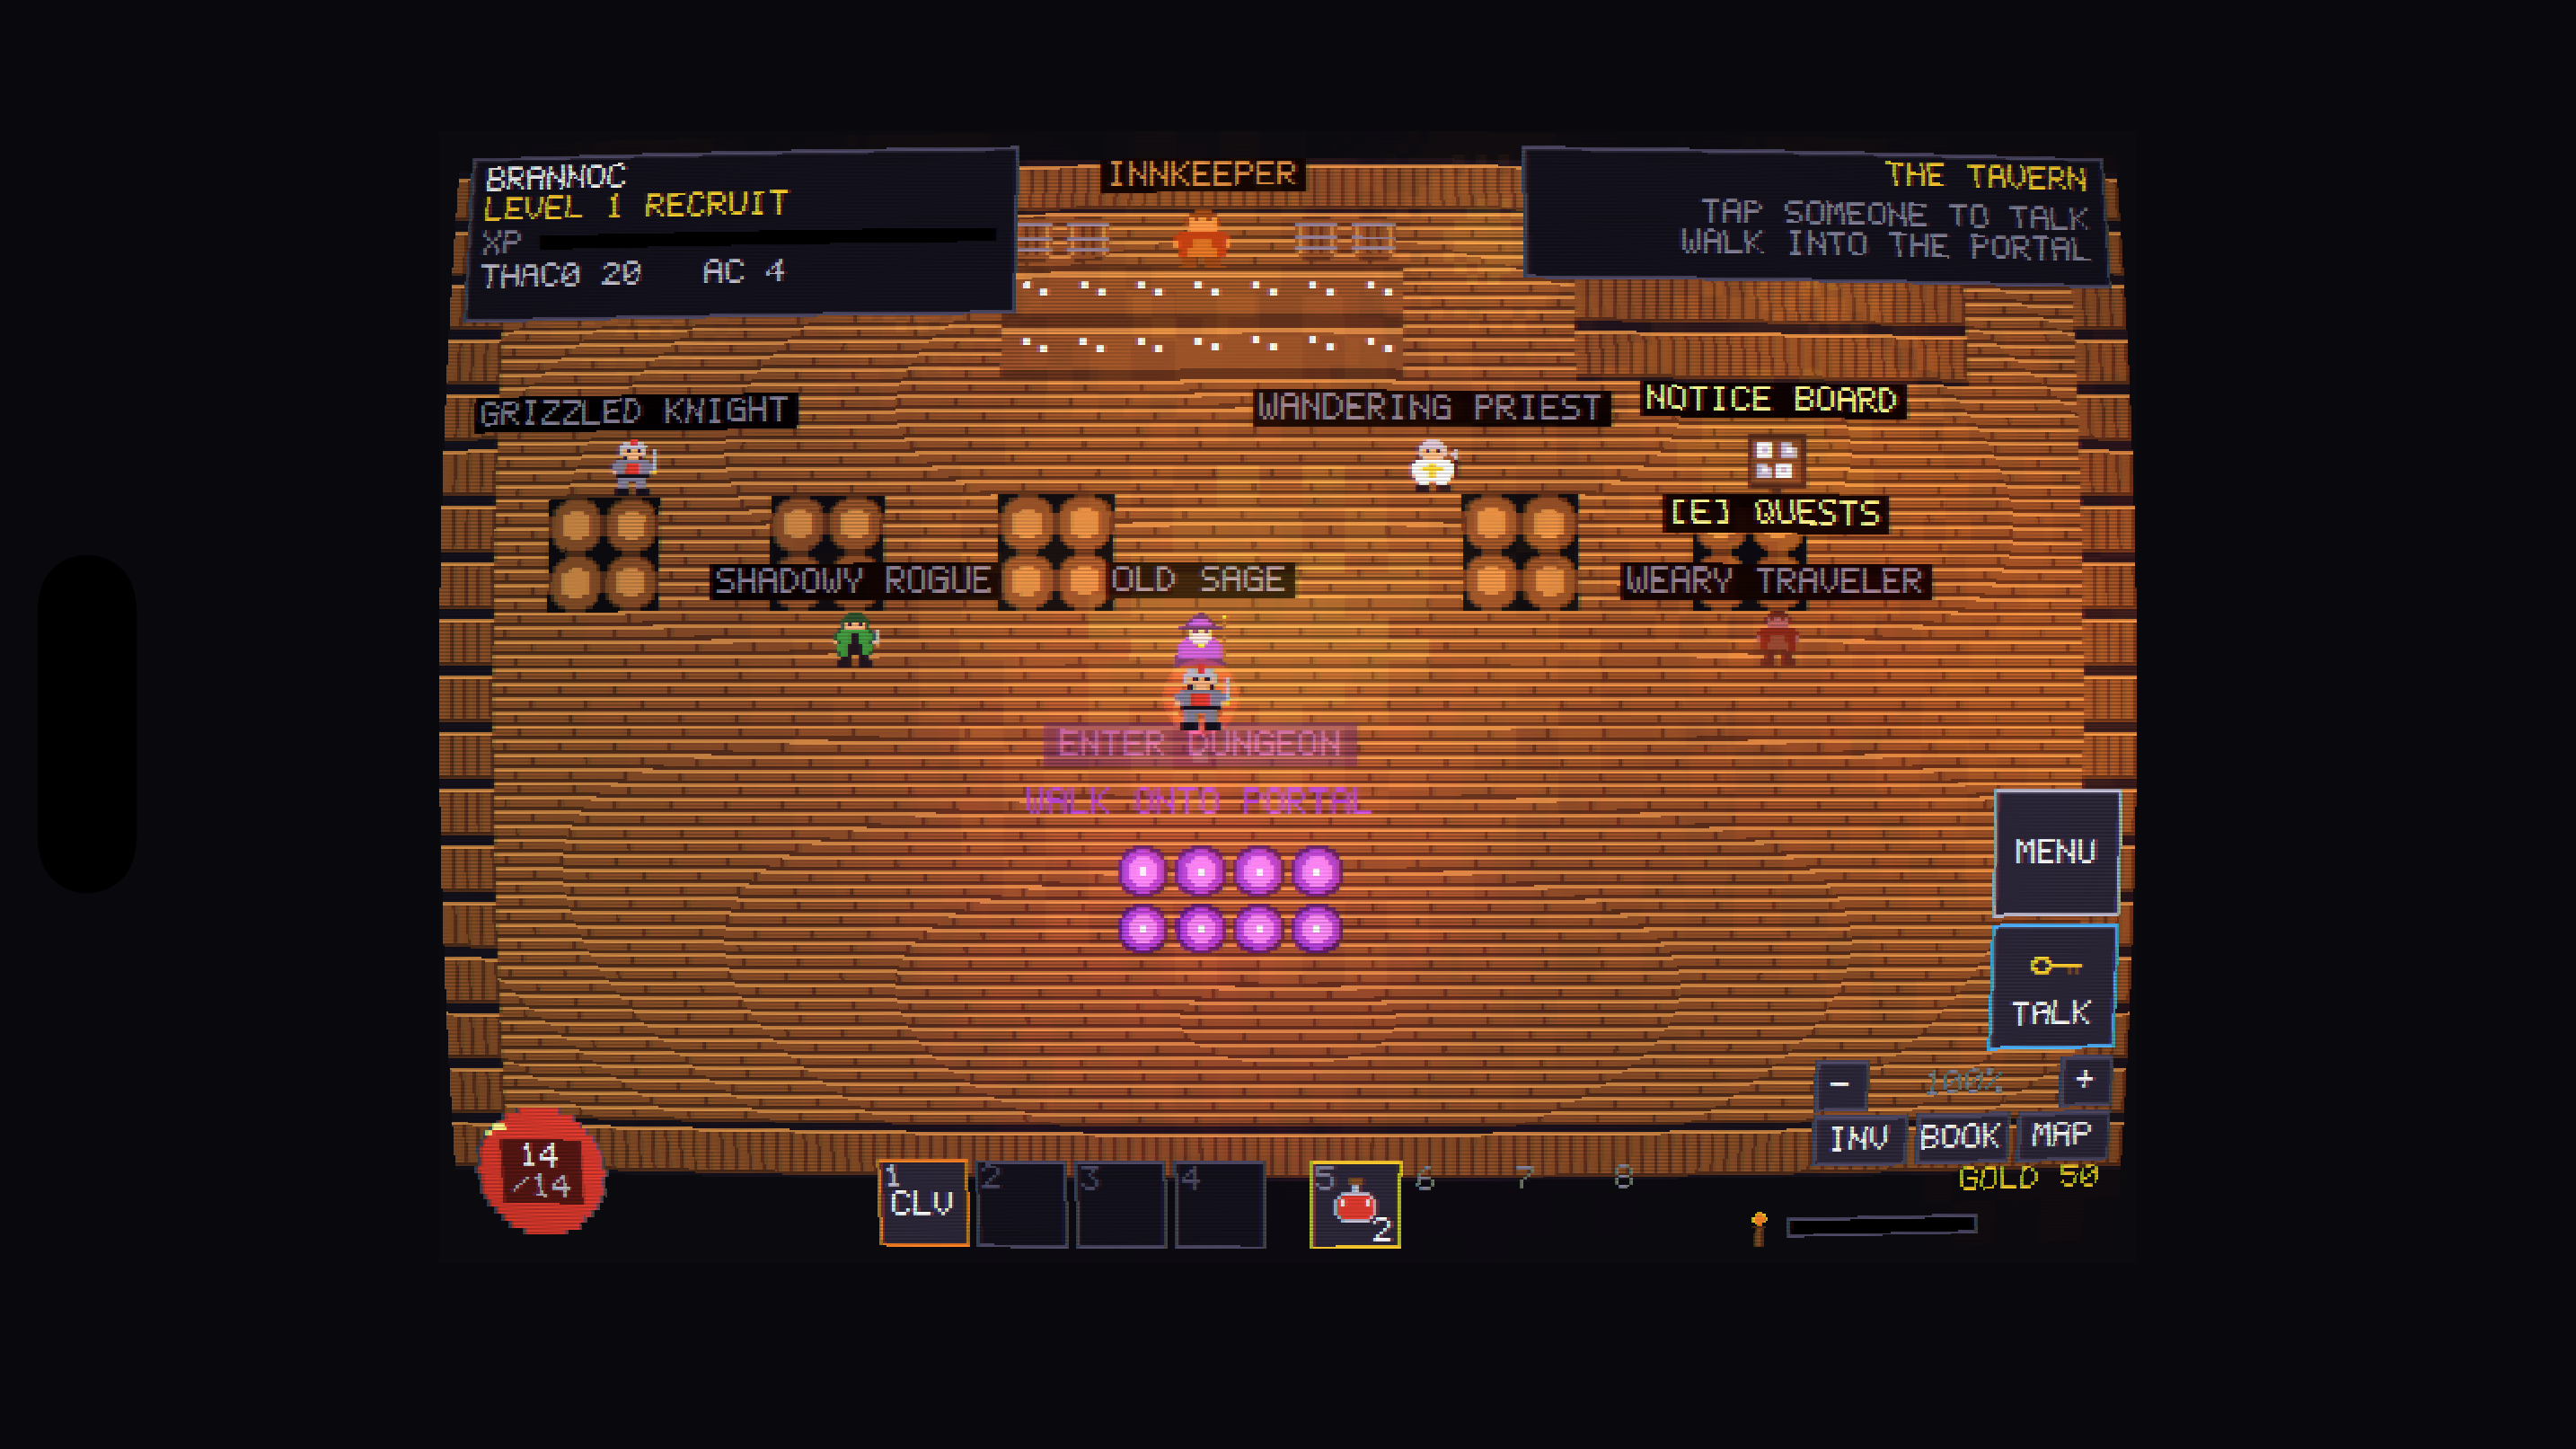 BRANNOC
LEVEL 1 RECRUIT
XP
THAC0 20 AC 4
INNKEEPER
THE TAVERN
TAP SOMEONE TO TALK
WALK INTO THE PORTAL
GRIZZLED KNIGHT
WANDERING PRIEST
NOTICE BOARD
[E] QUESTS
SHADOWY ROGUE
OLD SAGE
WEARY TRAVELER
ENTER DUNGEON
WALK ONTO PORTAL
MENU
TALK
- 100% +
INV BOOK MAP
GOLD 50
14
/14
1 2 3 4 5 6 7 8
CLV
2